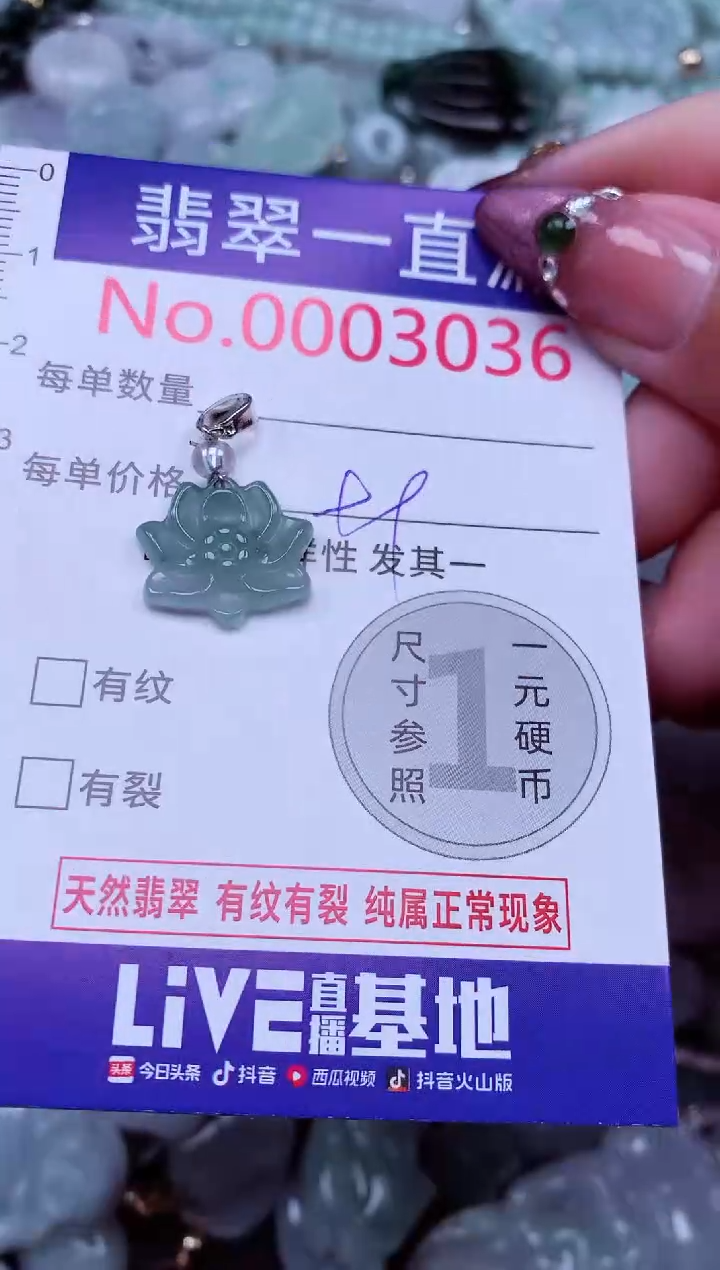 0
1
2
3
翡翠一直
No.0003036
每单数量
每单价格
性 发其一
有纹
有裂
尺寸参照
1
一元硬币
天然翡翠 有纹有裂 纯属正常现象
LiVE直播基地
头条 今日头条 抖音 西瓜视频 抖音火山版